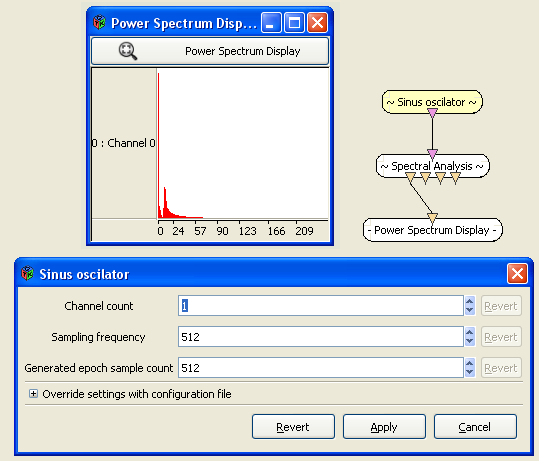 Power Spectrum Disp...
Power Spectrum Display
0 : Channel 0
0 24 57 90 123 166 209
~ Sinus oscilator ~
~ Spectral Analysis ~
- Power Spectrum Display -
Sinus oscilator
Channel count 1 Revert
Sampling frequency 512 Revert
Generated epoch sample count 512 Revert
Override settings with configuration file
Revert Apply Cancel